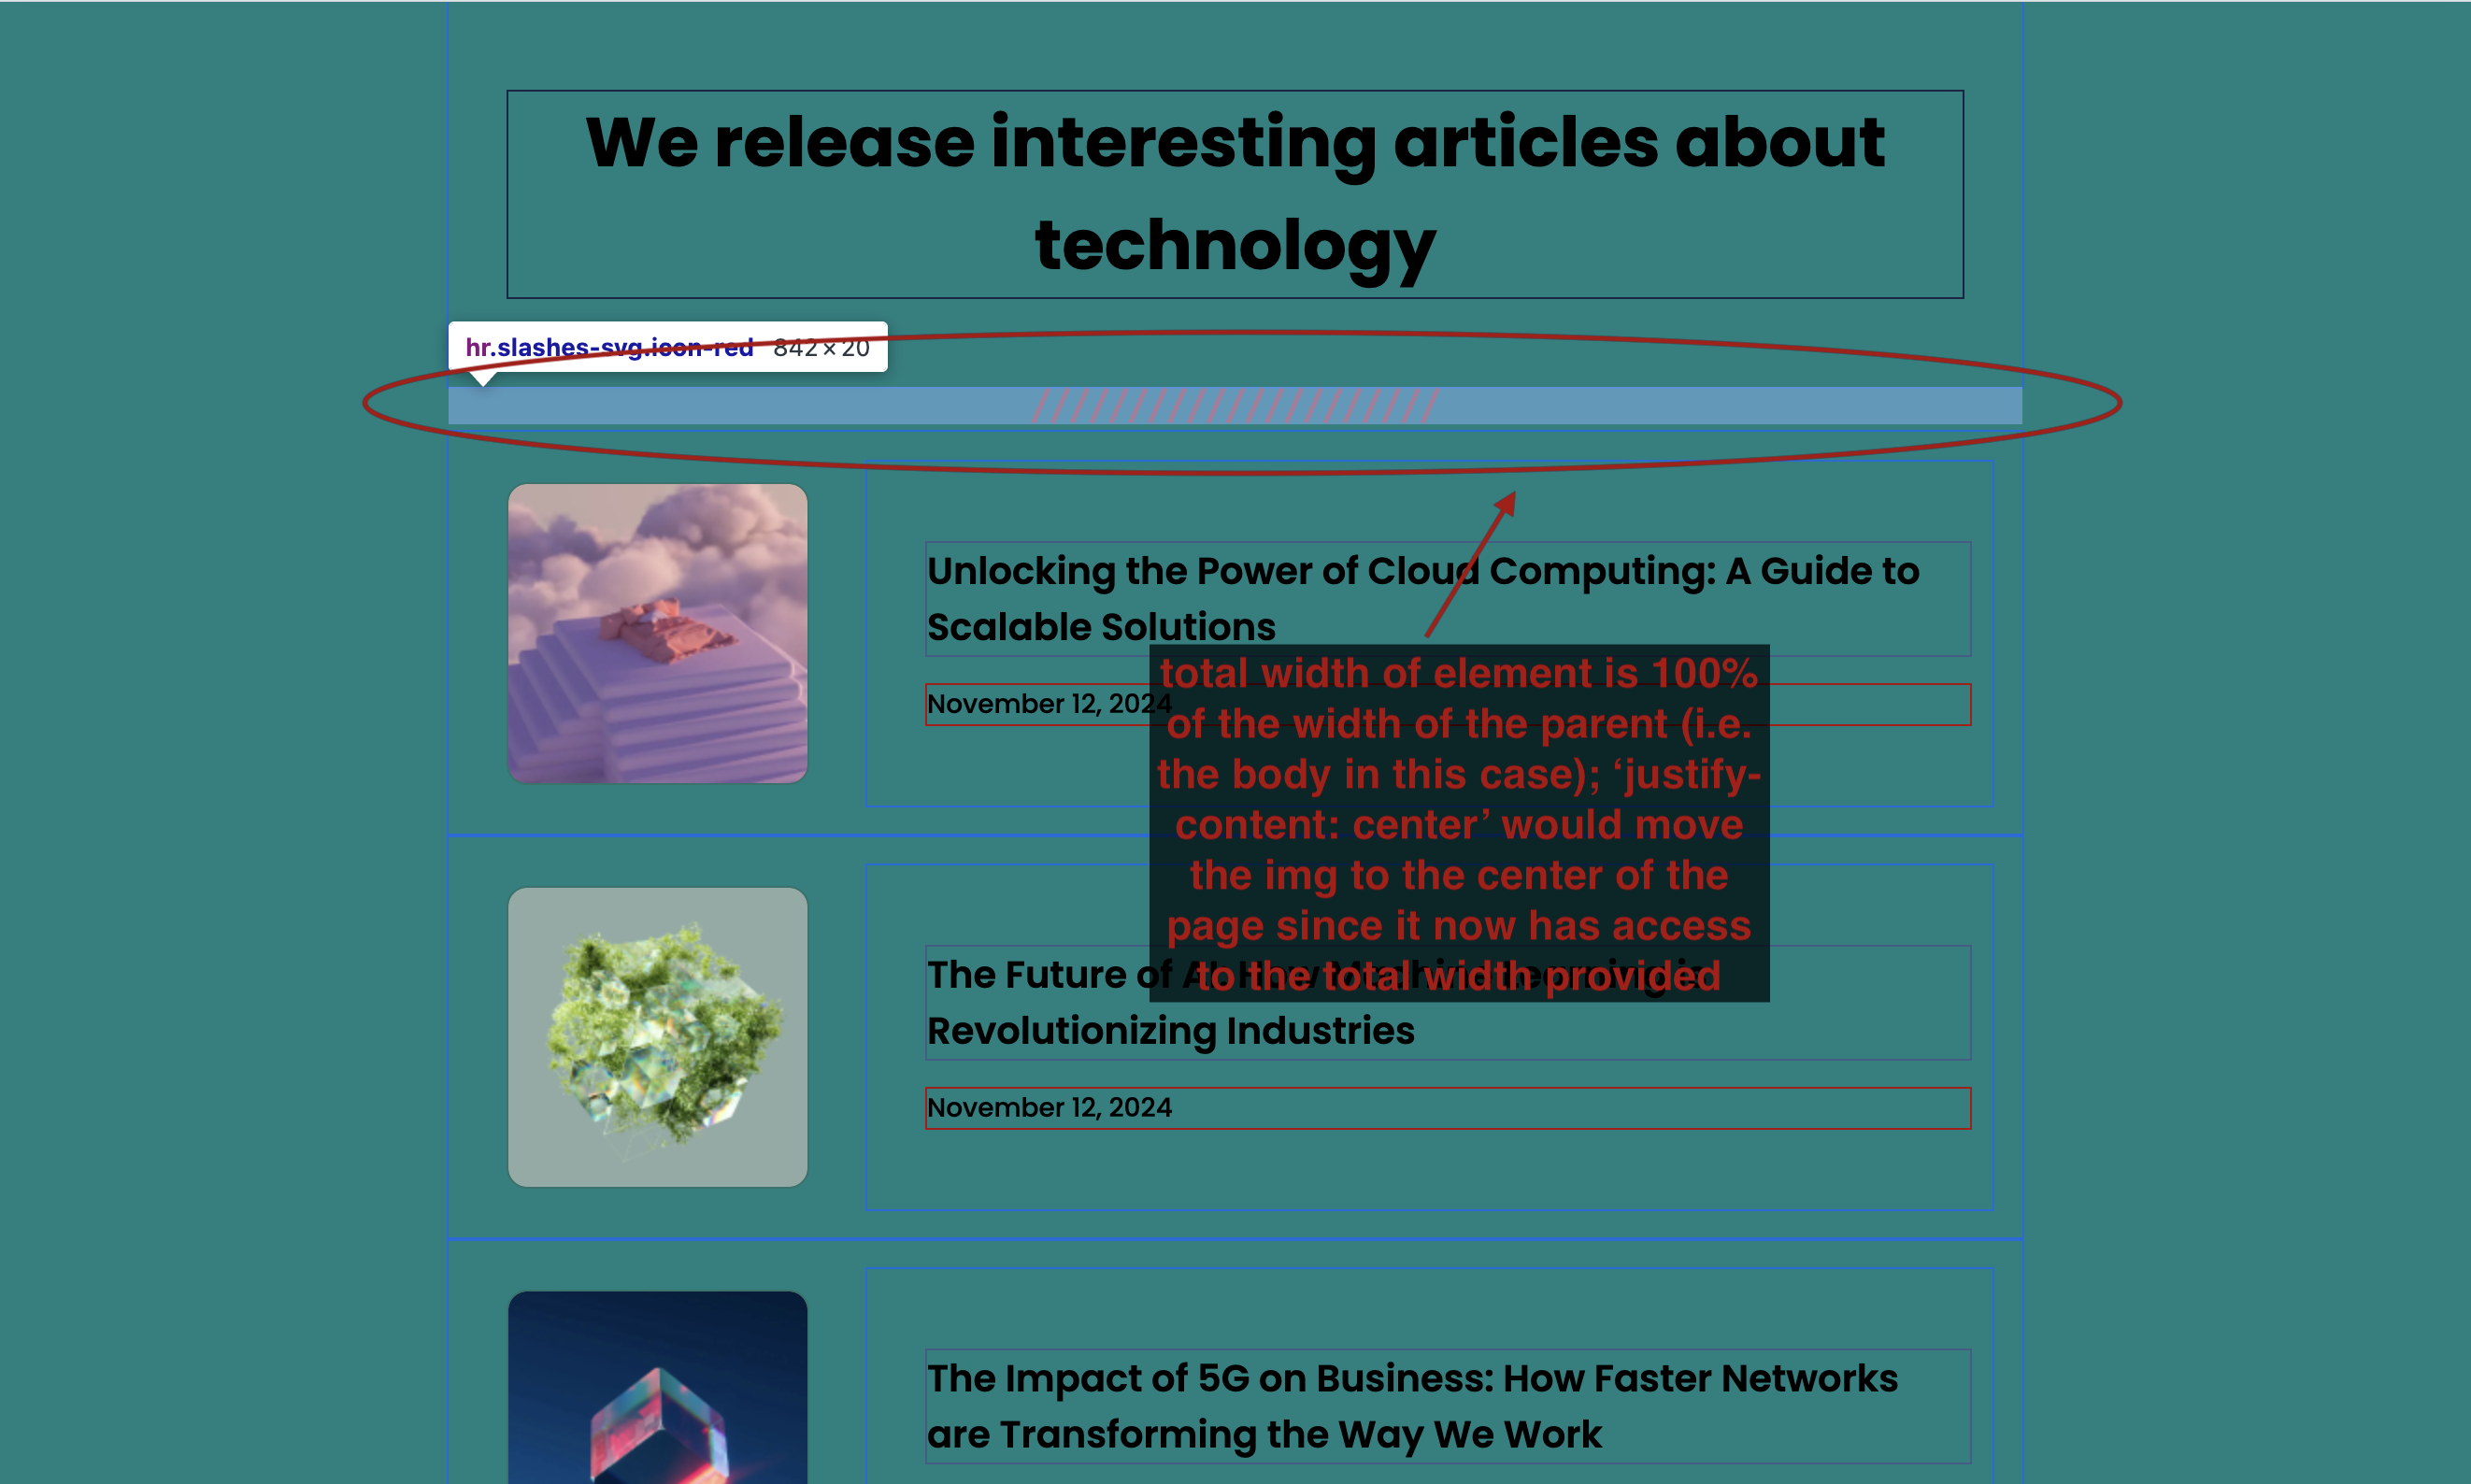 We release interesting articles about
technology
hr.slashes-svg.icon-red 842×20
Unlocking the Power of Cloud Computing: A Guide to
Scalable Solutions
November 12, 2024
total width of element is 100%
of the width of the parent (i.e.
the body in this case); ‘justify-
content: center’ would move
the img to the center of the
page since it now has access
to the total width provided
The Future of AI: How Machine Learning is
Revolutionizing Industries
November 12, 2024
The Impact of 5G on Business: How Faster Networks
are Transforming the Way We Work